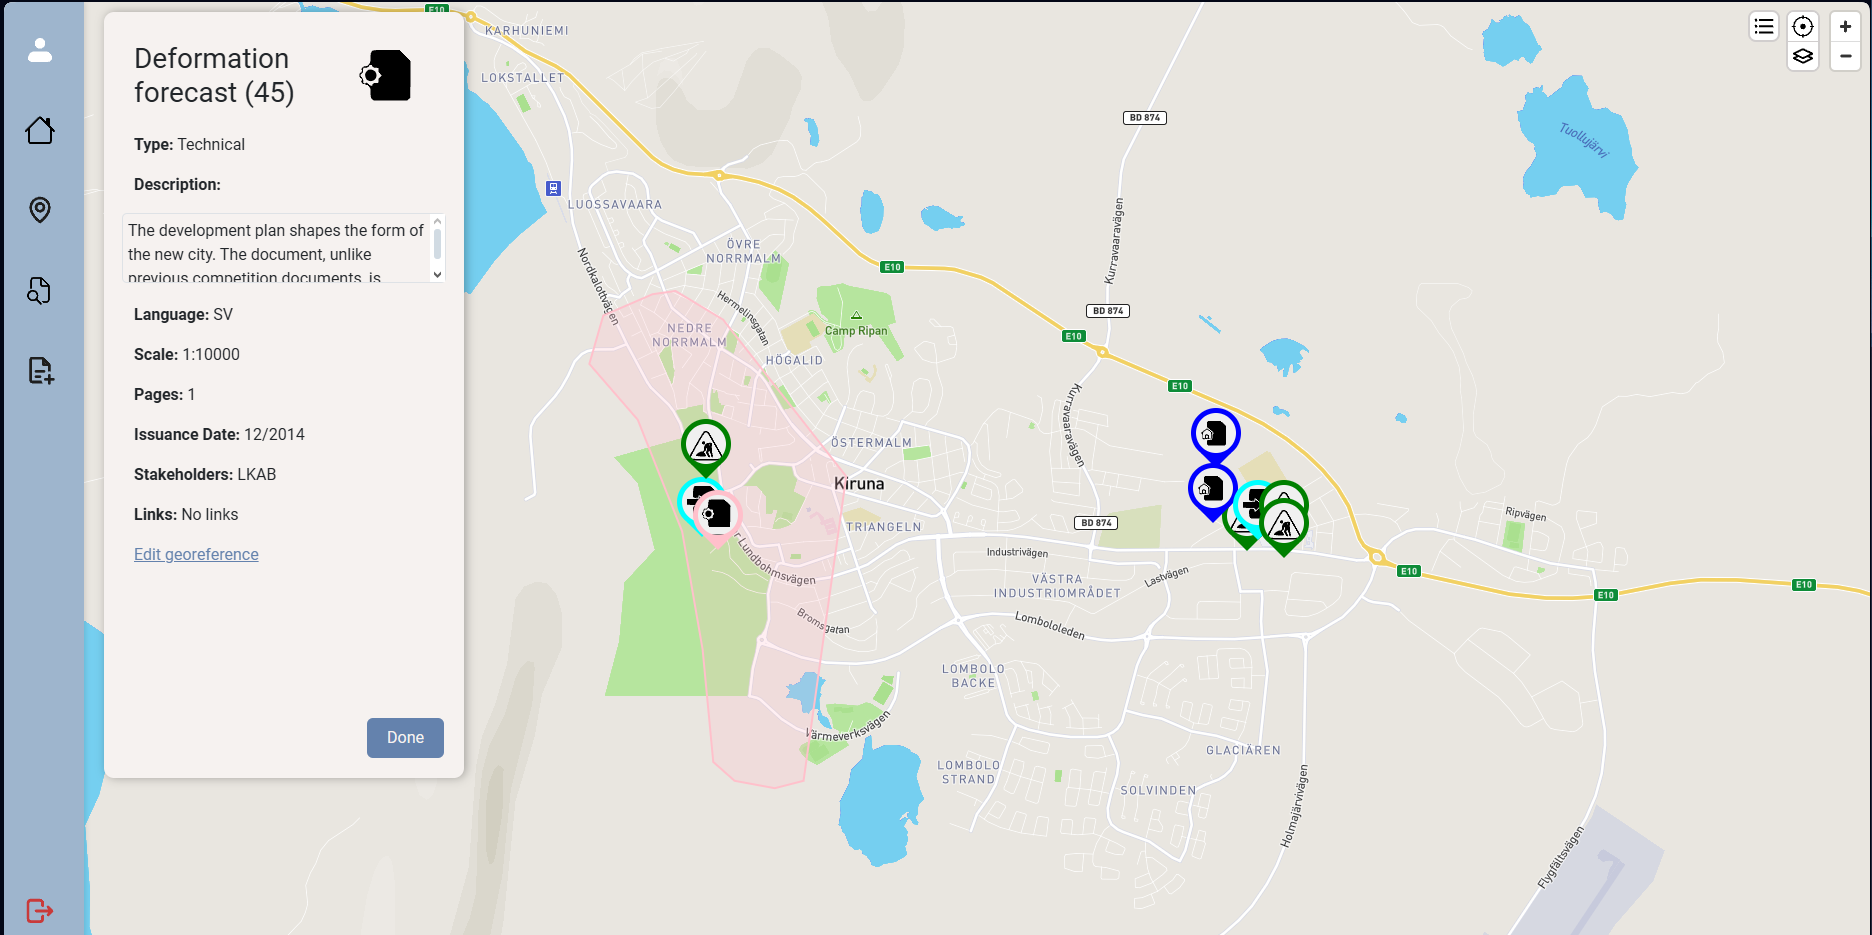 Deformation
forecast (45)
Type: Technical
Description:
The development plan shapes the form of
the new city. The document, unlike
previous competition documents, is
Language: SV
Scale: 1:10000
Pages: 1
Issuance Date: 12/2014
Stakeholders: LKAB
Links: No links
Edit georeference
Done
E10
KARHUNIEMI
LOKSTALLET
BD 874
Tuollujärvi
LUOSSAVAARA
Kurravaaravägen
ÖVRE
NORRMALM
Nordkalottvägen
E10
Hermelinsgatan
BD 874
NEDRE
NORRMALM
Camp Ripan
E10
HÖGALID
E10
Kurravaaravägen
ÖSTERMALM
Kiruna
TRIANGELN
BD 874
Ripvägen
r Lundbohmsvägen
Industrivägen
VÄSTRA
INDUSTRIOMRÅDET
Lastvägen
E10
E10
E10
Bromsgatan
Lombololeden
LOMBOLO
BACKE
Värmeverksvägen
GLACIÄREN
LOMBOLO
STRAND
SOLVINDEN
Holmajärvivägen
Flygfältsvägen